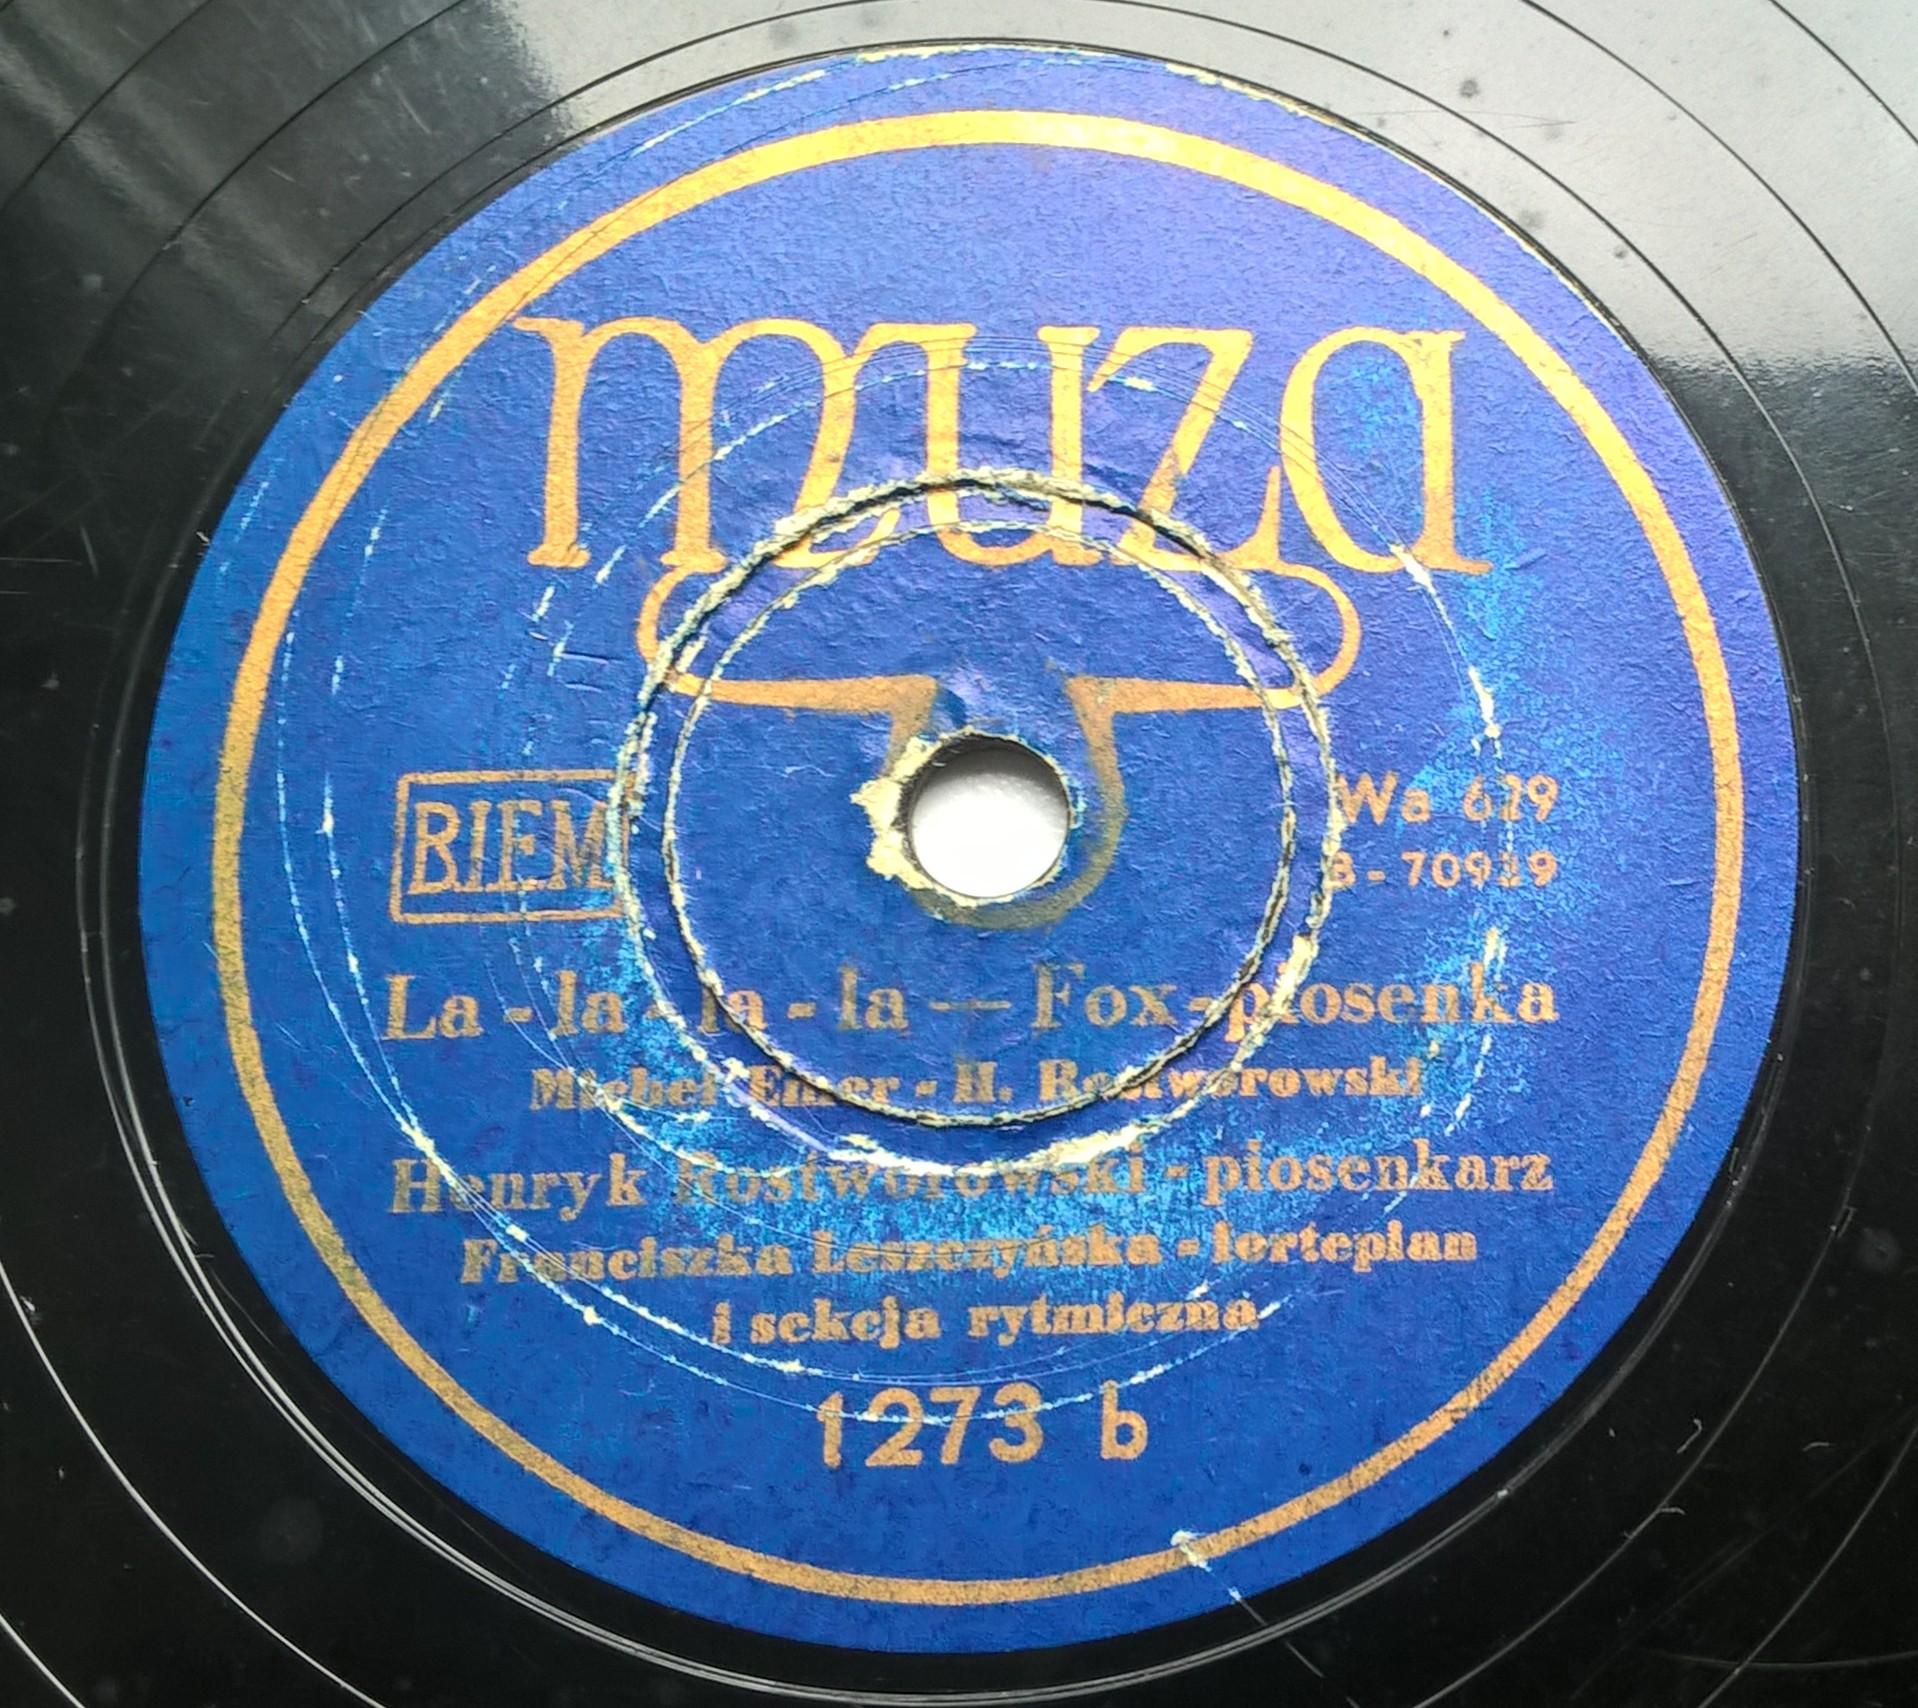 muza
B.I.E.M
Wa 629
B-70929
La - la - la - la — Fox-piosenka
Michel Emer - H. Rostworowski
Henryk Rostworowski - piosenkarz
Franciszka Leszczyńska - fortepian
i sekcja rytmiczna
1273 b